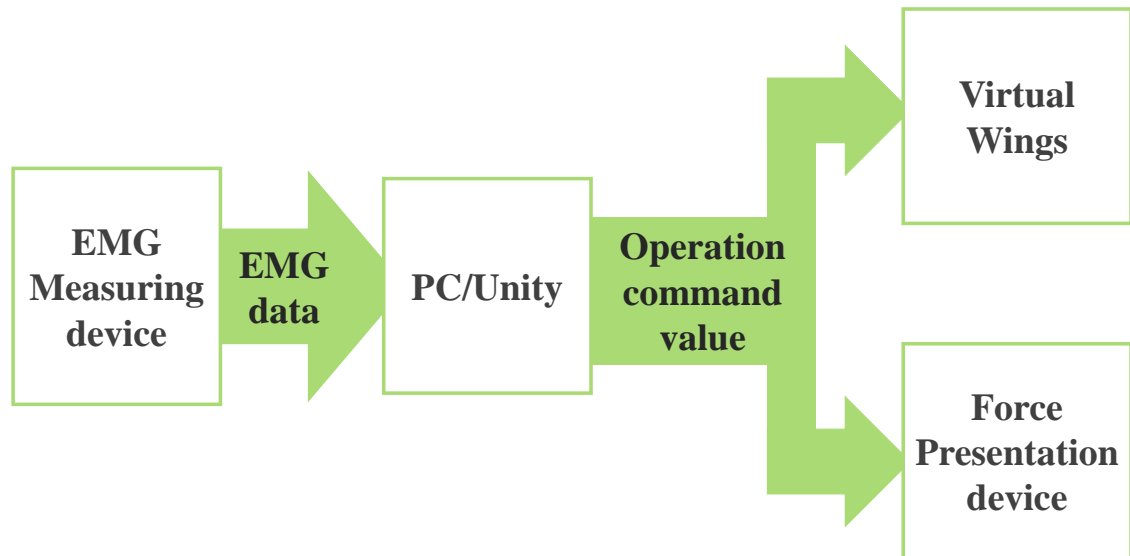 EMG
Measuring
device
EMG
data
PC/Unity
Operation
command
value
Virtual
Wings
Force
Presentation
device